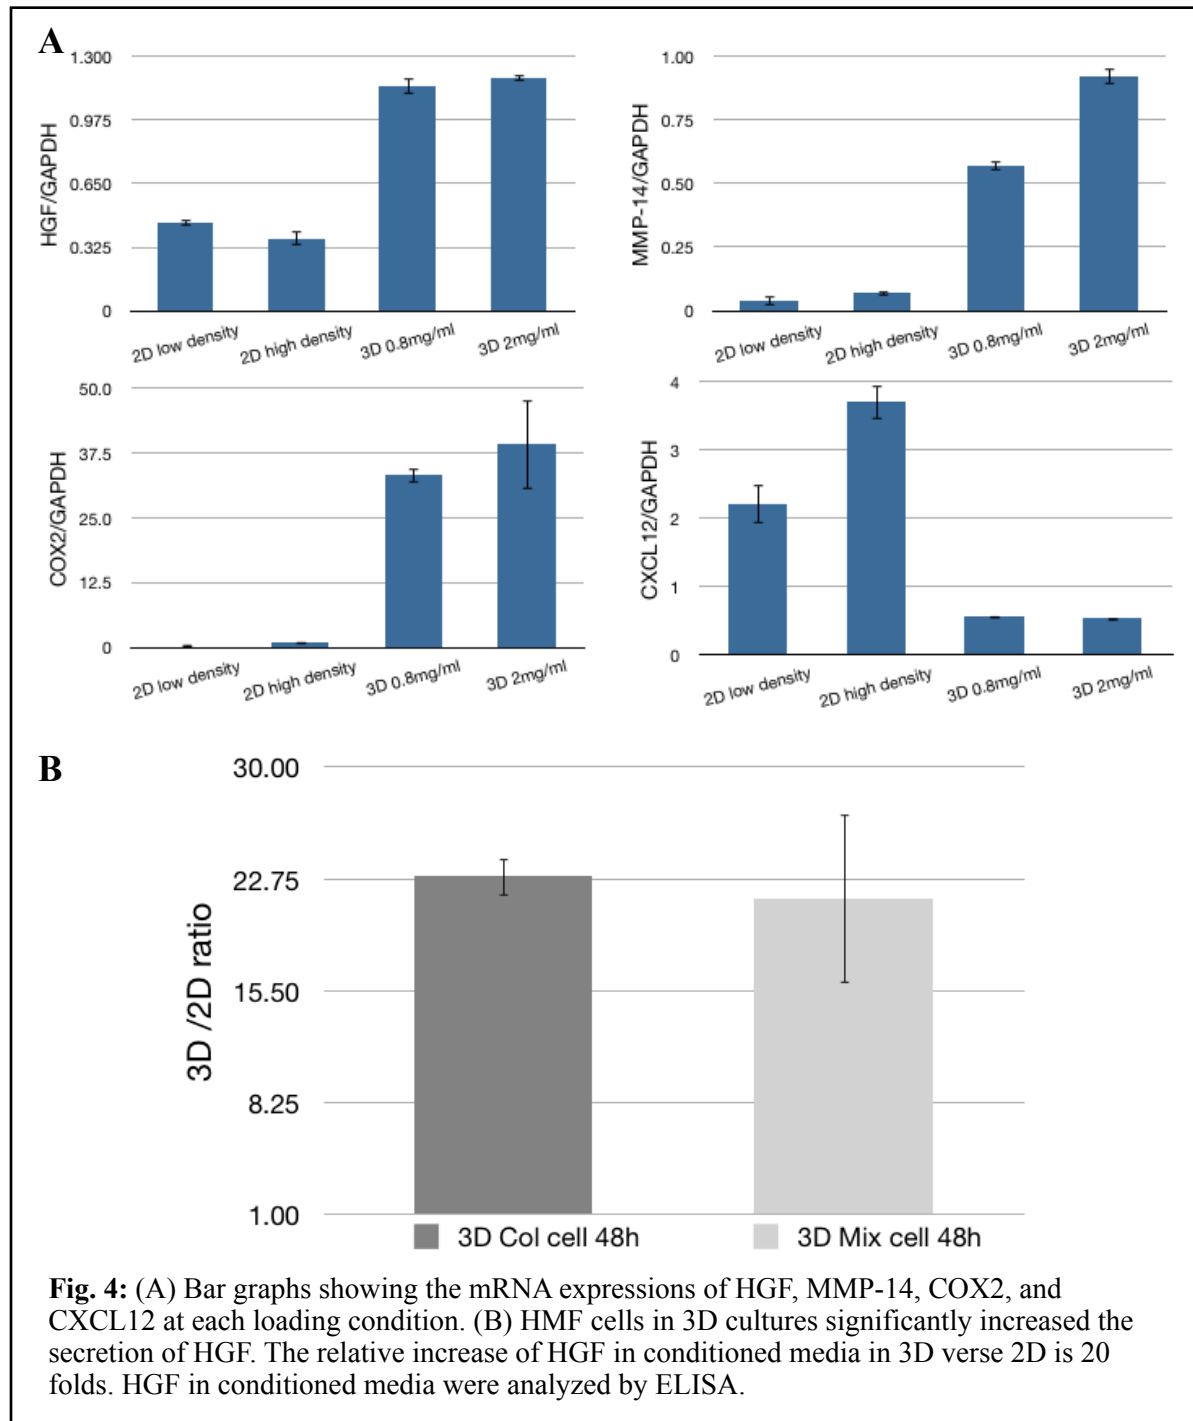 A
HGF/GAPDH
1.300
0.975
0.650
0.325
0
2D low density
2D high density
3D 0.8mg/ml
3D 2mg/ml
MMP-14/GAPDH
1.00
0.75
0.50
0.25
0
2D low density
2D high density
3D 0.8mg/ml
3D 2mg/ml
COX2/GAPDH
50.0
37.5
25.0
12.5
0
2D low density
2D high density
3D 0.8mg/ml
3D 2mg/ml
CXCL12/GAPDH
4
3
2
1
0
2D low density
2D high density
3D 0.8mg/ml
3D 2mg/ml
B
3D /2D ratio
30.00
22.75
15.50
8.25
1.00
3D Col cell 48h
3D Mix cell 48h
Fig. 4: (A) Bar graphs showing the mRNA expressions of HGF, MMP-14, COX2, and
CXCL12 at each loading condition. (B) HMF cells in 3D cultures significantly increased the
secretion of HGF. The relative increase of HGF in conditioned media in 3D verse 2D is 20
folds. HGF in conditioned media were analyzed by ELISA.